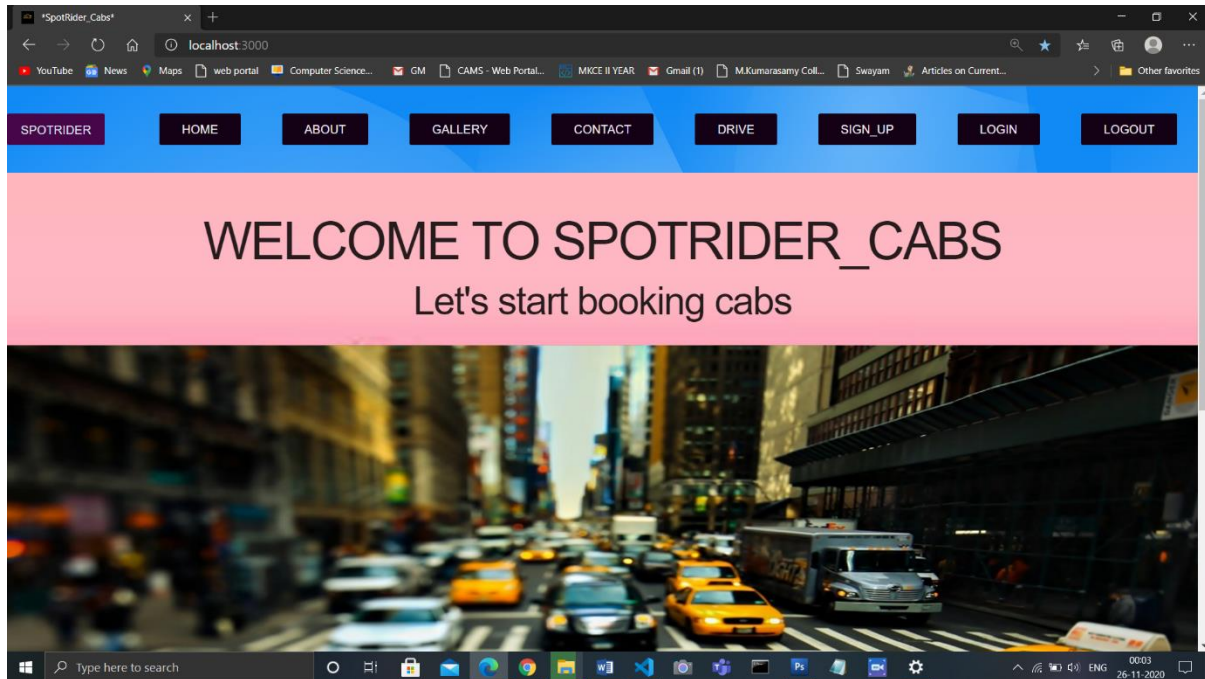 *SpotRider_Cabs*
localhost:3000
YouTube News Maps web portal Computer Science... GM CAMS - Web Portal... MKCE II YEAR Gmail (1) M.Kumarasamy Coll... Swayam Articles on Current... Other favorites
SPOTRIDER HOME ABOUT GALLERY CONTACT DRIVE SIGN_UP LOGIN LOGOUT
WELCOME TO SPOTRIDER_CABS
Let's start booking cabs
Type here to search
ENG
00:03
26-11-2020